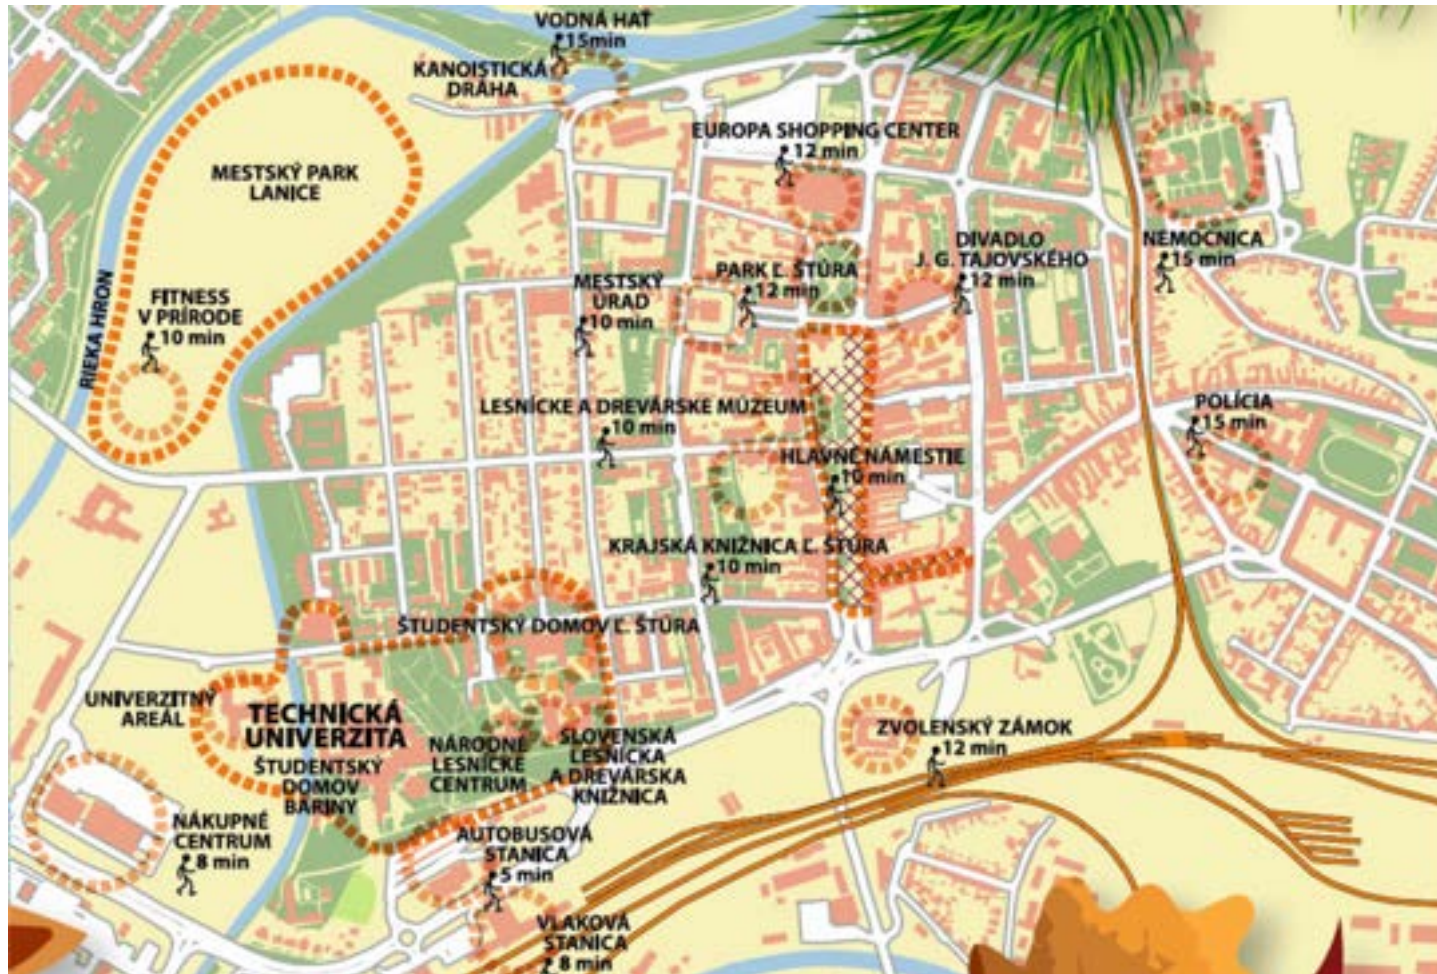 VODNÁ HAŤ
15min
KANOISTICKÁ
DRÁHA
EUROPA SHOPPING CENTER
12 min
MESTSKÝ PARK
LANICE
DIVADLO
J. G. TAJOVSKÉHO
12 min
NEMOCNICA
15 min
PARK Ľ. ŠTÚRA
12 min
MESTSKÝ
ÚRAD
10 min
RIEKA HRON
FITNESS
V PRÍRODE
10 min
LESNÍCKE A DREVÁRSKE MÚZEUM
10 min
POLÍCIA
15 min
HLAVNÉ NÁMESTIE
10 min
KRAJSKÁ KNIŽNICA Ľ. ŠTÚRA
10 min
ŠTUDENTSKÝ DOMOV Ľ. ŠTÚRA
UNIVERZITNÝ
AREÁL
TECHNICKÁ
UNIVERZITA
NÁRODNÉ
LESNÍCKE
CENTRUM
SLOVENSKÁ
LESNÍCKA
A DREVÁRSKA
KNIŽNICA
ZVOLENSKÝ ZÁMOK
12 min
ŠTUDENTSKÝ
DOMOV
BARINY
NÁKUPNÉ
CENTRUM
8 min
AUTOBUSOVÁ
STANICA
5 min
VLAKOVÁ
STANICA
8 min